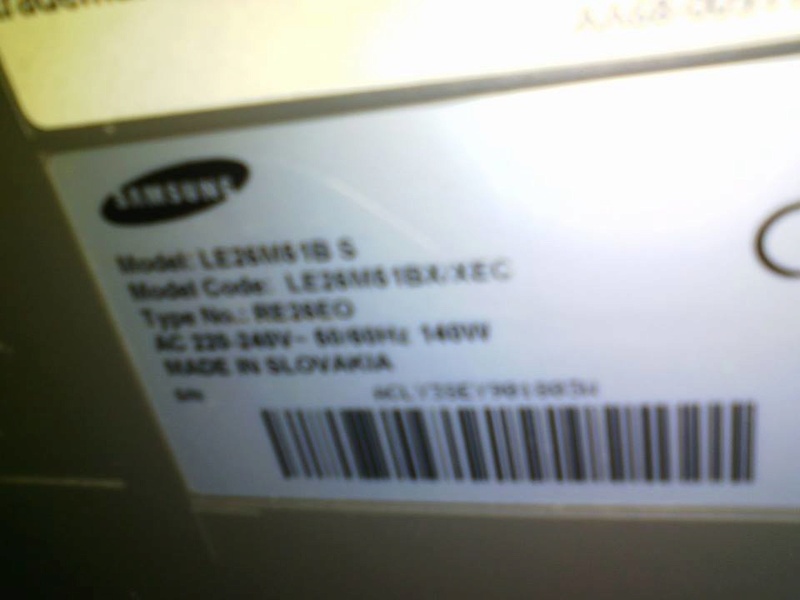 SAMSUNG
Model: LE26M51B S
Model Code: LE26M51BX/XEC
Type No.: RE26EO
AC 220-240V~ 50/60Hz 140W
MADE IN SLOVAKIA
S/N